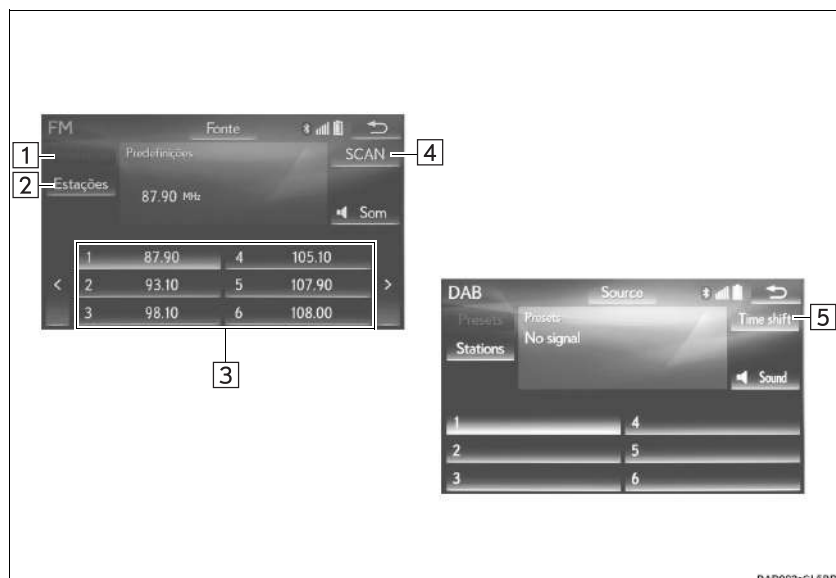 FM Fonte
Predefinições SCAN
Estações
87.90 MHz
Som
1 87.90 4 105.10
2 93.10 5 107.90
3 98.10 6 108.00
1
2
3
4
DAB Source
Presets Presets Time shift
No signal
Stations
Sound
1 4
2 5
3 6
5